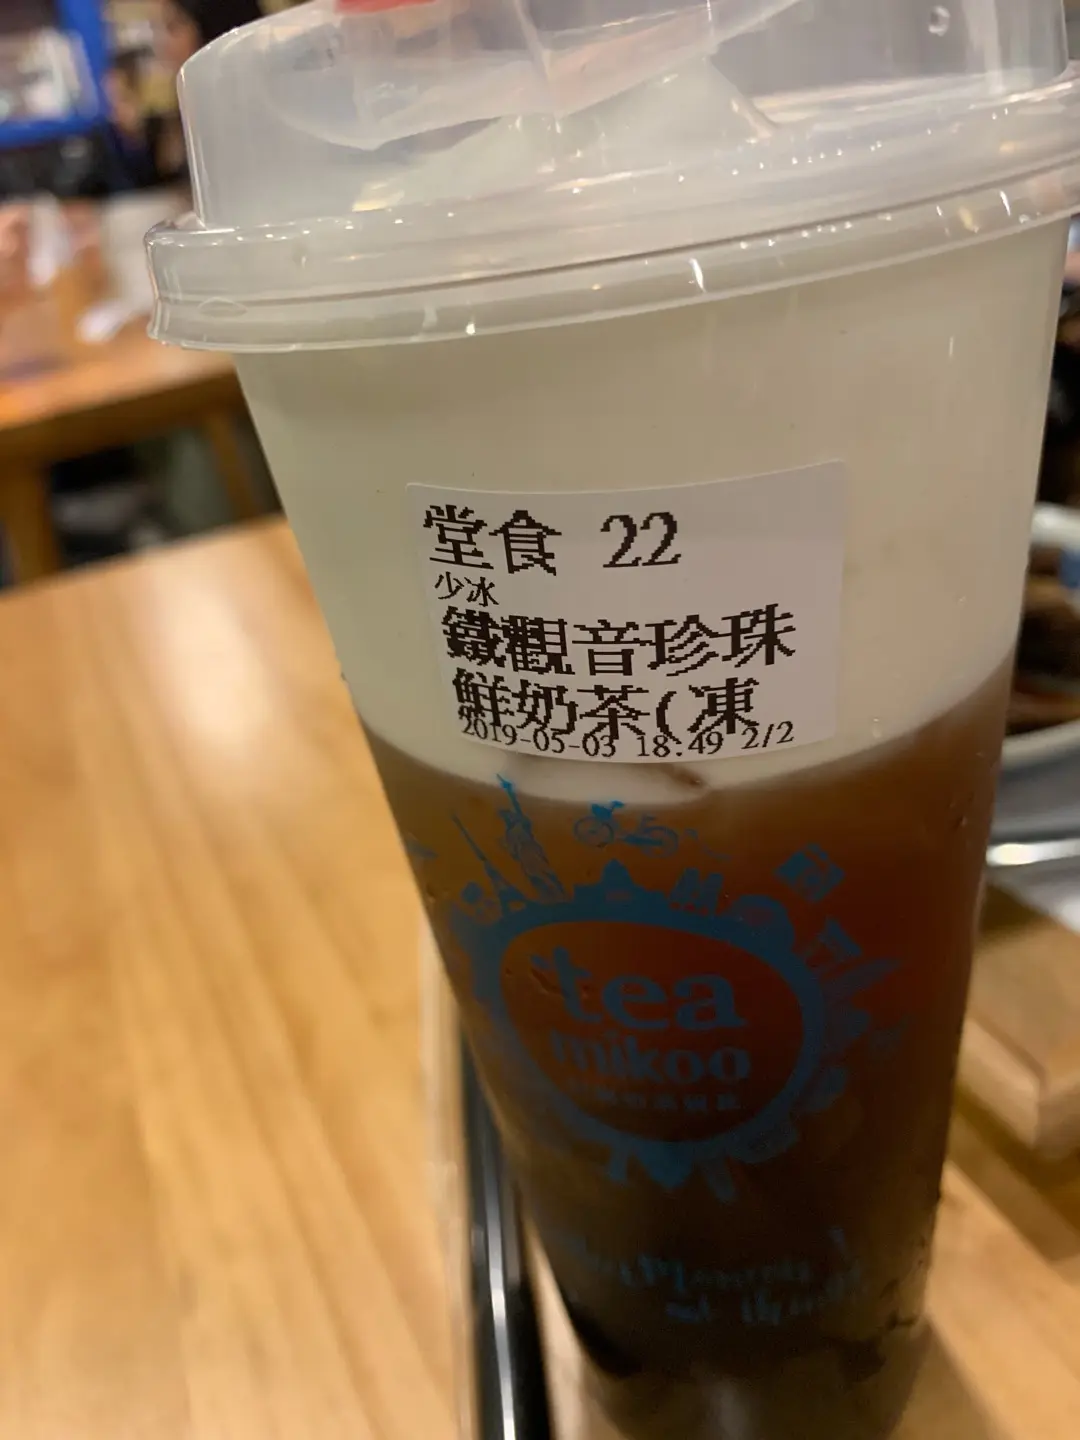 堂食 22
少冰
鐵觀音珍珠
鮮奶茶(凍
2019-05-03 18:49 2/2
tea
mikoo